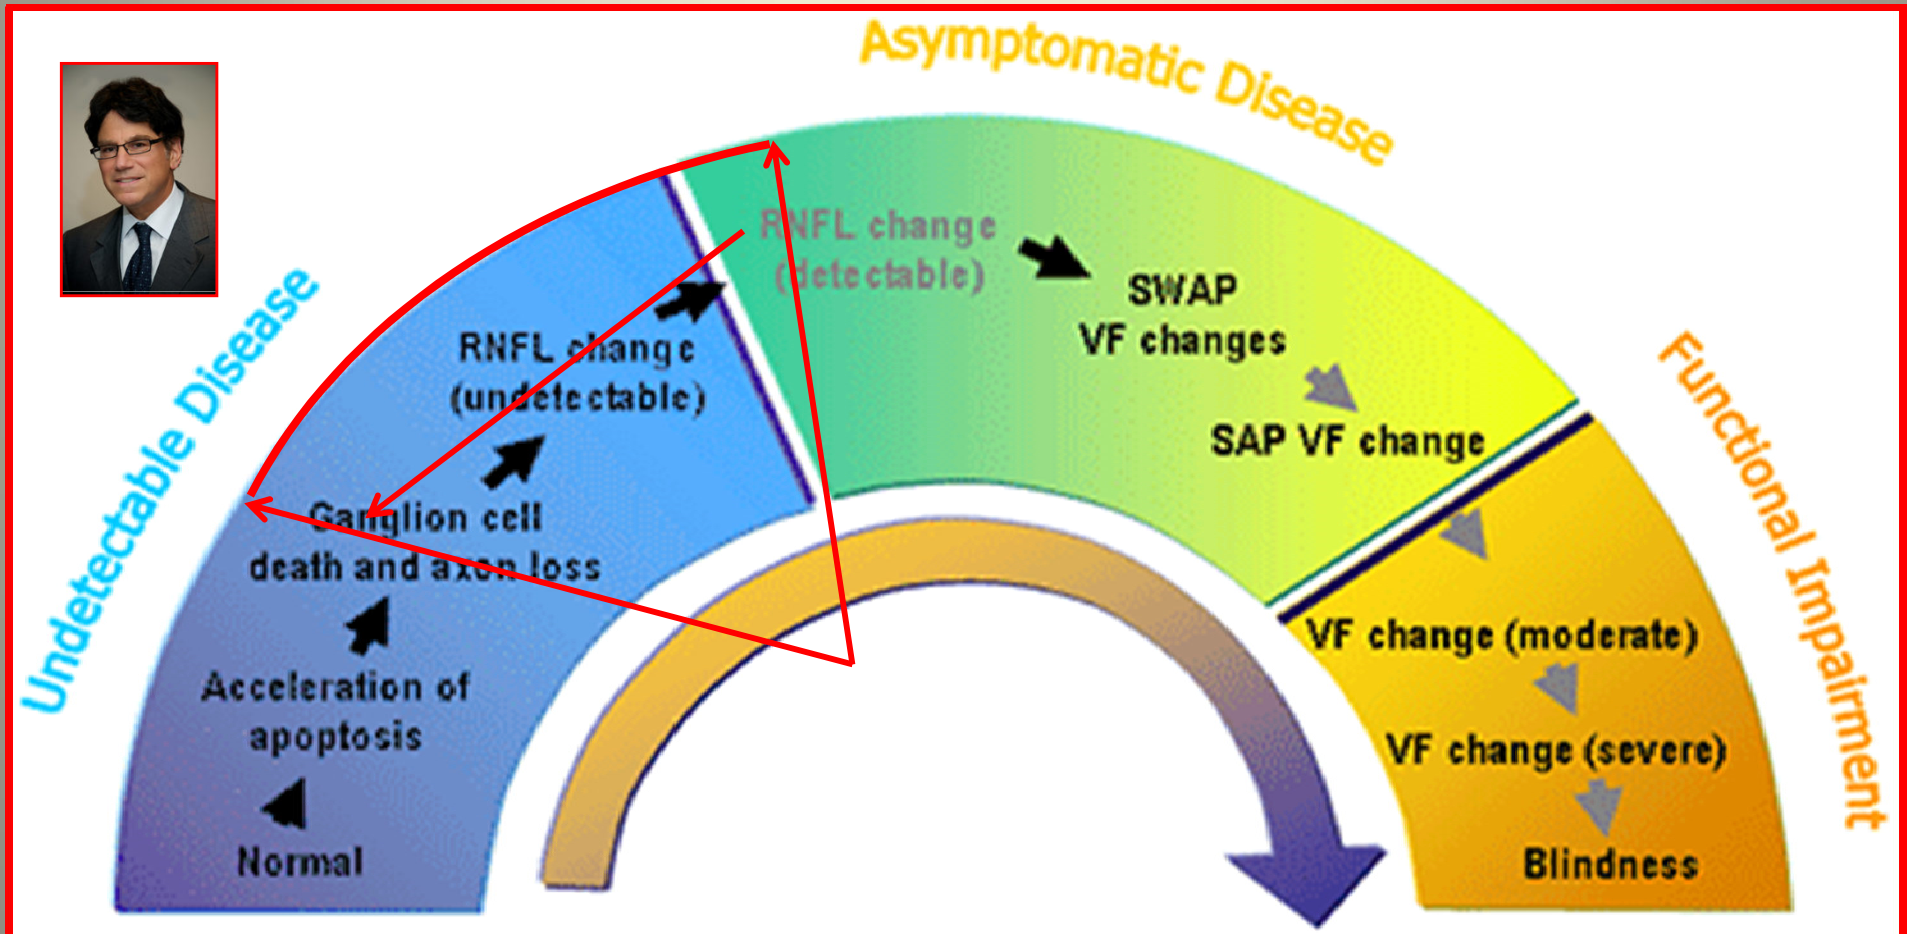 Undetectable Disease
Asymptomatic Disease
Functional Impairment
Normal
Acceleration of
apoptosis
Ganglion cell
death and axon loss
RNFL change
(undetectable)
RNFL change
(detectable)
SWAP
VF changes
SAP VF change
VF change (moderate)
VF change (severe)
Blindness